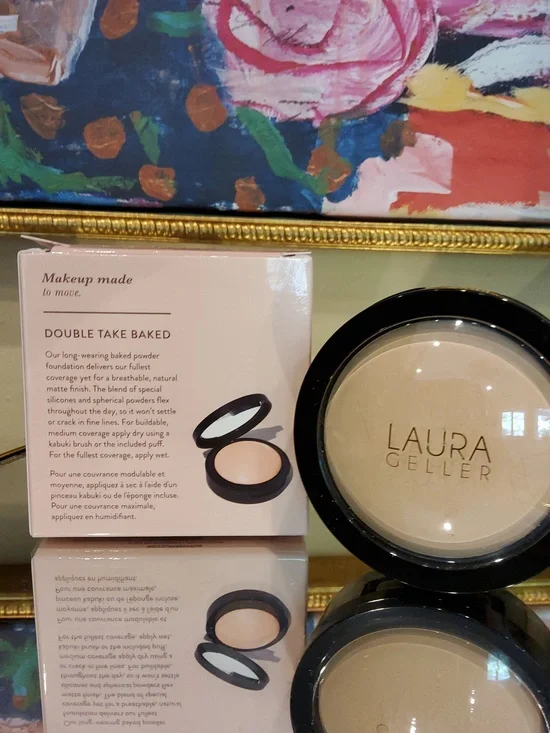 Makeup made
to move.
DOUBLE TAKE BAKED
Our long-wearing baked powder
foundation delivers our fullest
coverage yet for a breathable, natural
matte finish. The blend of special
silicones and spherical powders flex
throughout the day, so it won't settle
or crack in fine lines. For buildable,
medium coverage apply dry using a
kabuki brush or the included puff.
For the fullest coverage, apply wet.
Pour une couvrance modulable et
moyenne, appliquez à sec à l'aide d'un
pinceau kabuki ou de l'éponge incluse.
Pour une couvrance maximale,
appliquez en humidifiant.
LAURA
GELLER